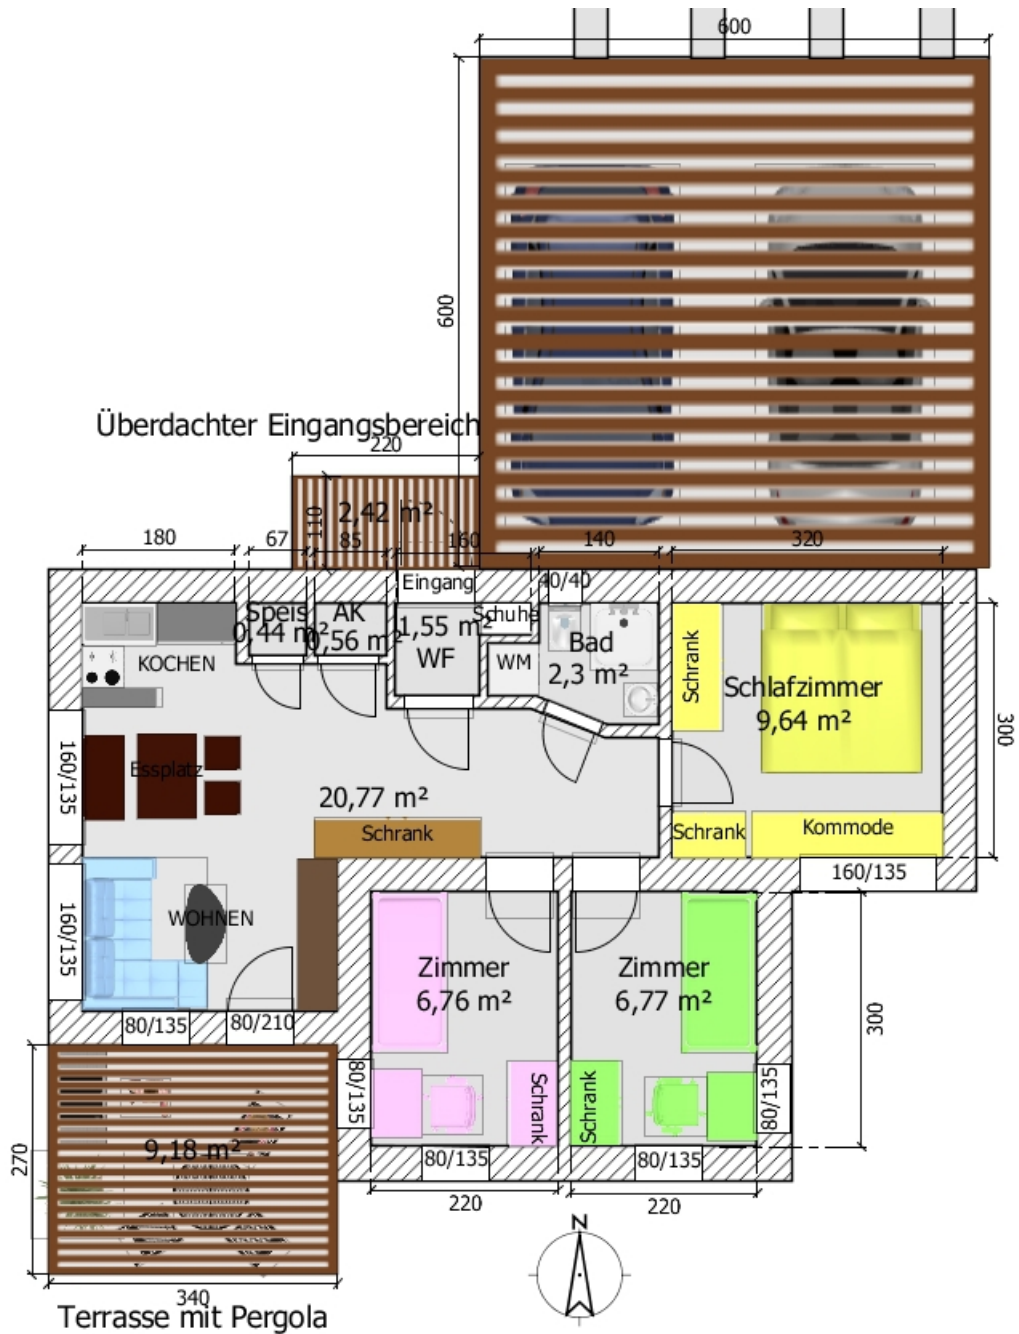 600
600
Überdachter Eingangsbereich
220
110
2,42 m²
180
67
85
160
140
320
Eingang
40/40
Speis
0,44 m²
AK
0,56 m²
1,55 m²
WF
Schuhe
WM
Bad
2,3 m²
KOCHEN
Schrank
Schlafzimmer
9,64 m²
300
160/135
Essplatz
20,77 m²
Schrank
Schrank
Kommode
160/135
160/135
WOHNEN
Zimmer
6,76 m²
Zimmer
6,77 m²
300
80/135
80/210
80/135
Schrank
Schrank
80/135
9,18 m²
270
80/135
80/135
220
220
N
340
Terrasse mit Pergola